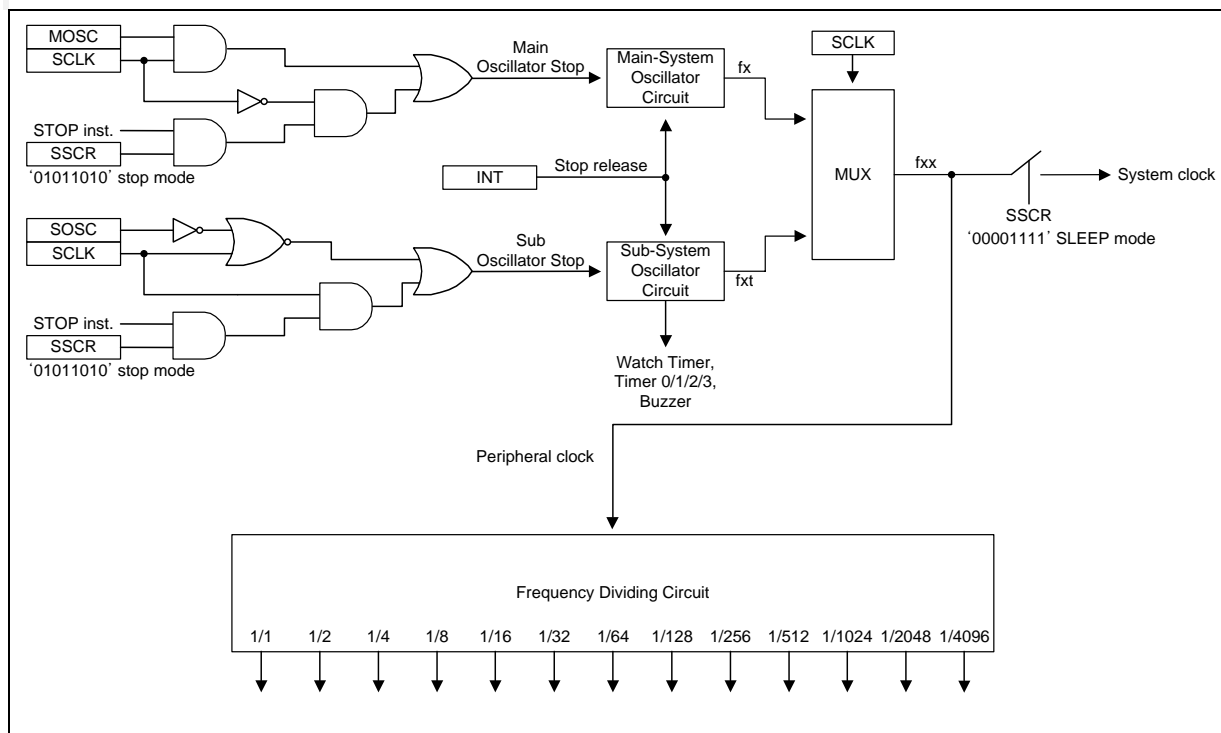 MOSC
SCLK
STOP inst.
SSCR
‘01011010’ stop mode
Main
Oscillator Stop
Main-System
Oscillator
Circuit
fx
SCLK
INT
Stop release
MUX
fxx
System clock
SSCR
‘00001111’ SLEEP mode
SOSC
SCLK
STOP inst.
SSCR
‘01011010’ stop mode
Sub
Oscillator Stop
Sub-System
Oscillator
Circuit
fxt
Watch Timer,
Timer 0/1/2/3,
Buzzer
Peripheral clock
Frequency Dividing Circuit
1/1 1/2 1/4 1/8 1/16 1/32 1/64 1/128 1/256 1/512 1/1024 1/2048 1/4096